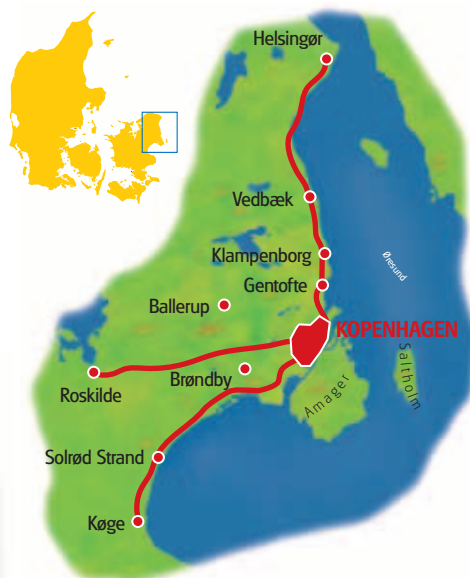 Helsingør
Vedbæk
Klampenborg
Øresund
Gentofte
Ballerup
KOPENHAGEN
Saltholm
Brøndby
Roskilde
Amager
Solrød Strand
Køge